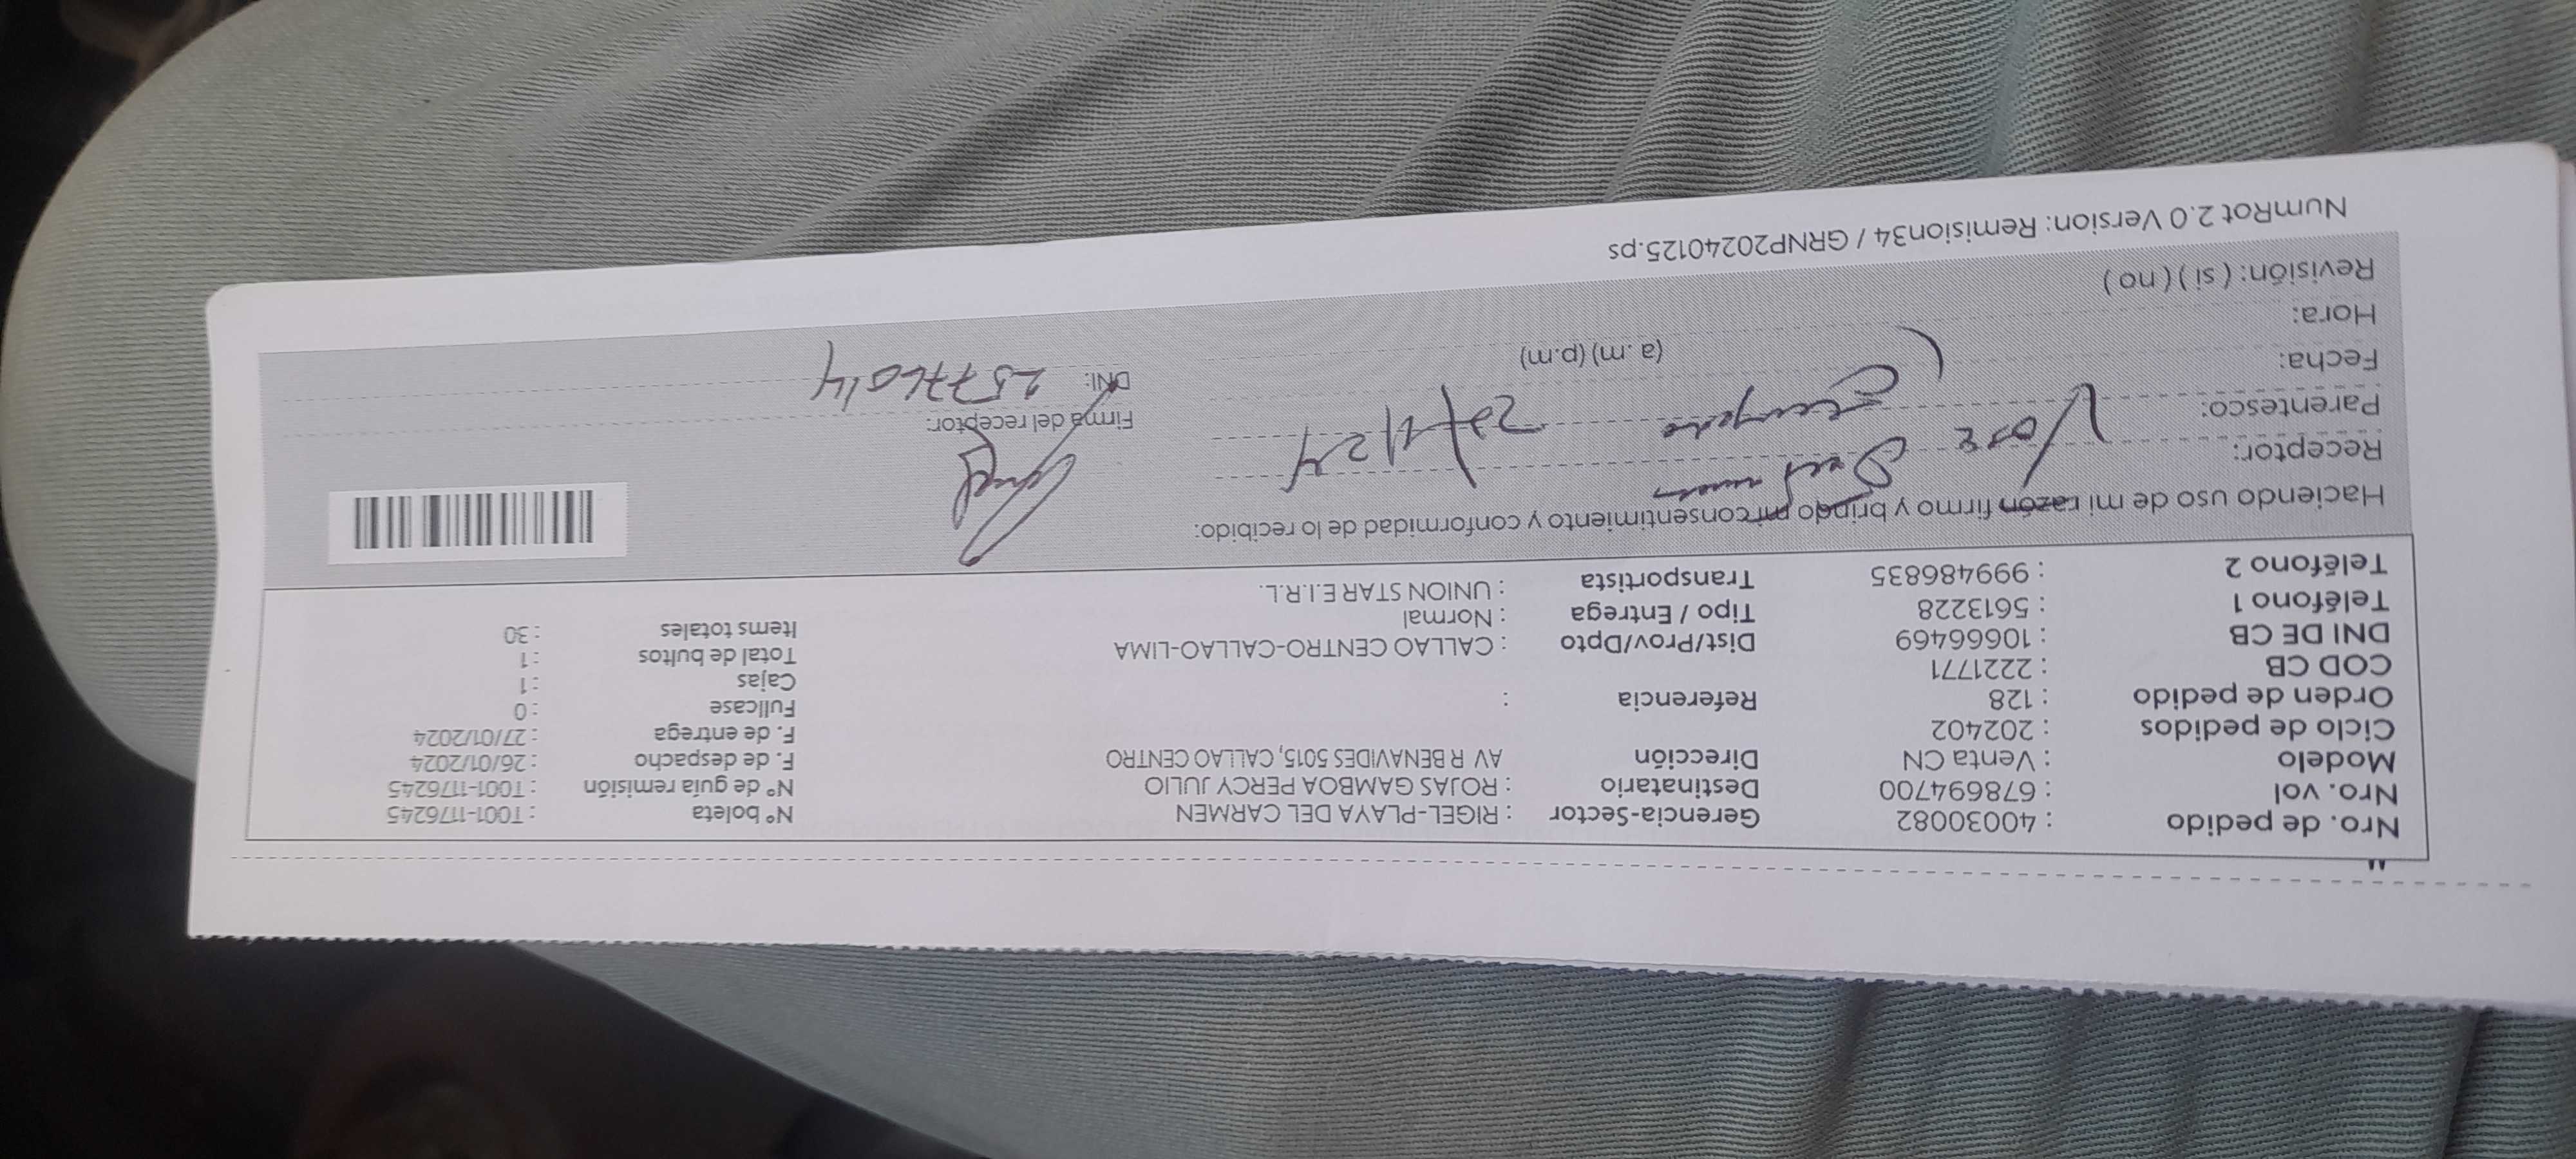 Nro. de pedido : 40030082 Gerencia-Sector : RIGEL-PLAYA DEL CARMEN N° boleta : T001-1176245
Nro. vol : 678694700 Destinatario : ROJAS GAMBOA PERCY JULIO N° de guía remisión : T001-1176245
Modelo : Venta CN Dirección AV R BENAVIDES 5015, CALLAO CENTRO F. de despacho : 26/01/2024
Ciclo de pedidos : 202402 F. de entrega : 27/01/2024
Orden de pedido : 128 Referencia : Fullcase : 0
COD CB : 2221771 Cajas : 1
DNI DE CB : 10666469 Dist/Prov/Dpto : CALLAO CENTRO-CALLAO-LIMA Total de bultos : 1
Teléfono 1 : 5613228 Tipo / Entrega : Normal Items totales : 30
Teléfono 2 : 999486835 Transportista : UNION STAR E.I.R.L.
Haciendo uso de mi razón firmo y brindo mi consentimiento y conformidad de lo recibido:
Receptor: José
Parentesco: Firma del receptor:
Fecha: 27/1/24 DNI:
Hora: (a.m) (p.m)
Revisión: ( si ) ( no )
NumRot 2.0 Version: Remision34 / GRNP20240125.ps